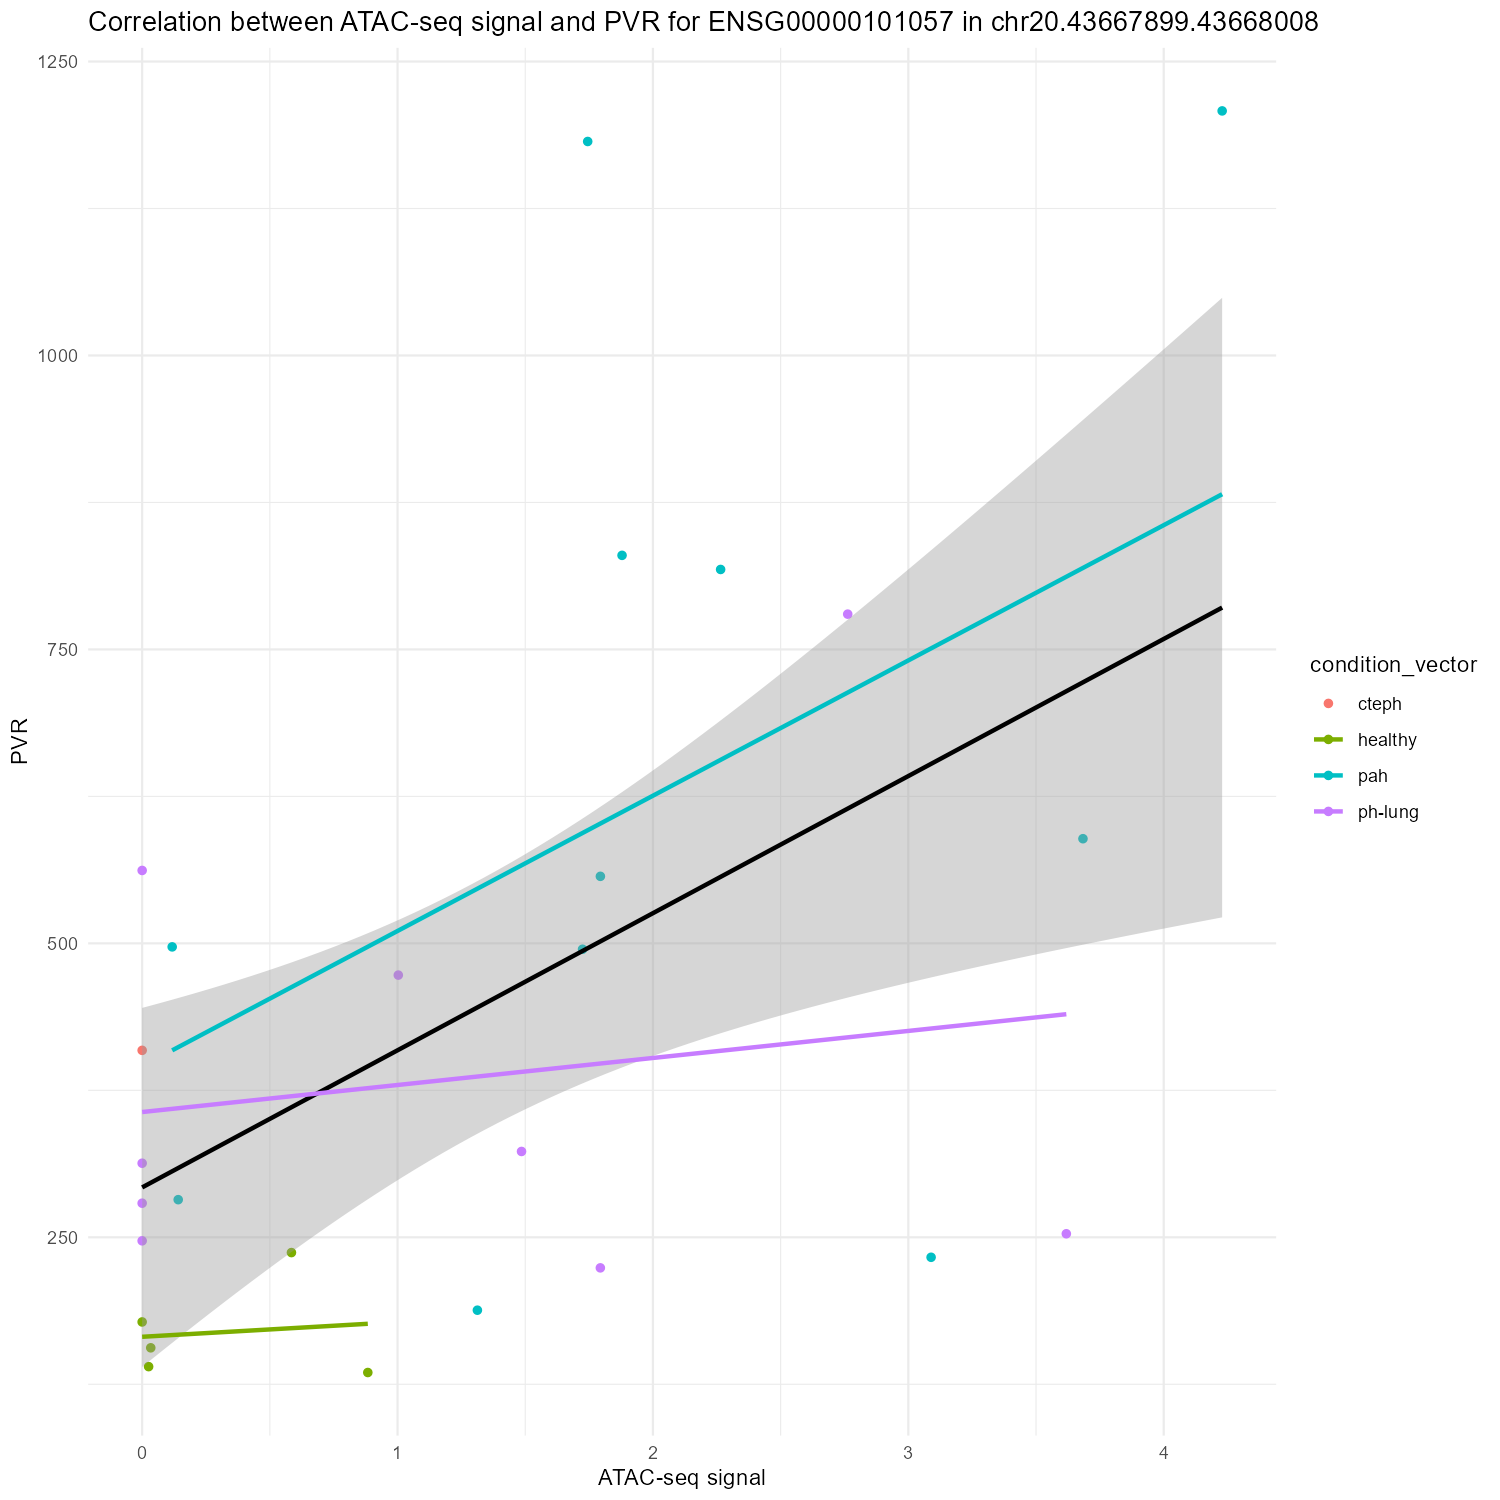 Correlation between ATAC-seq signal and PVR for ENSG00000101057 in chr20.43667899.43668008
1250
1000
750
500
250
PVR
0 1 2 3 4
ATAC-seq signal
condition_vector
cteph
healthy
pah
ph-lung